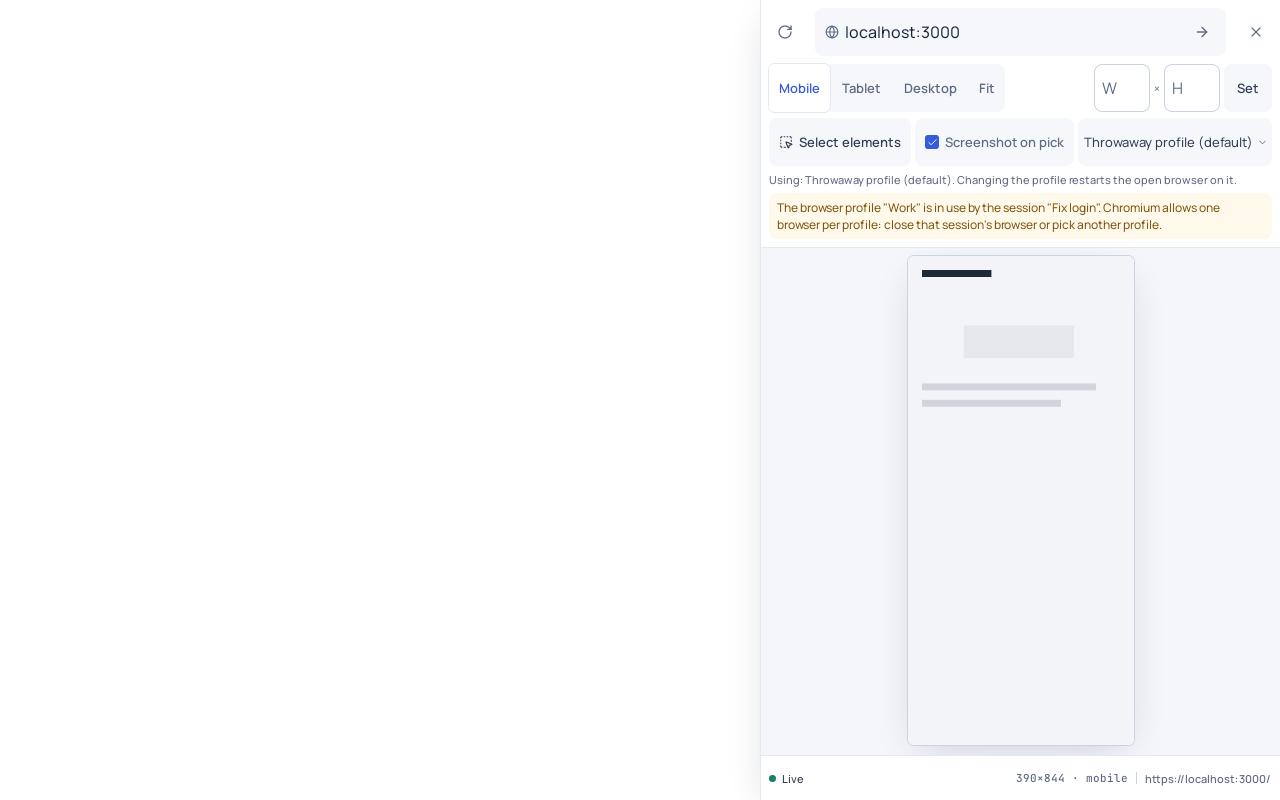 localhost:3000
Mobile Tablet Desktop Fit W × H Set
Select elements Screenshot on pick Throwaway profile (default)
Using: Throwaway profile (default). Changing the profile restarts the open browser on it.
The browser profile "Work" is in use by the session "Fix login". Chromium allows one
browser per profile: close that session's browser or pick another profile.
Live 390×844 · mobile https://localhost:3000/